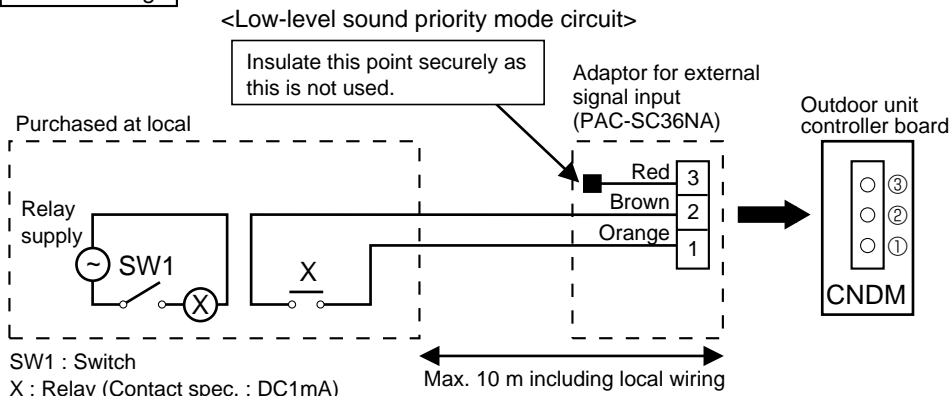 <Low-level sound priority mode circuit>
Insulate this point securely as
this is not used.
Adaptor for external
signal input
(PAC-SC36NA)
Outdoor unit
controller board
Purchased at local
Relay
supply
~
SW1
X
X
Red
3
Brown
2
Orange
1
③
②
①
CNDM
SW1 : Switch
X : Relay (Contact spec. : DC1mA)
Max. 10 m including local wiring